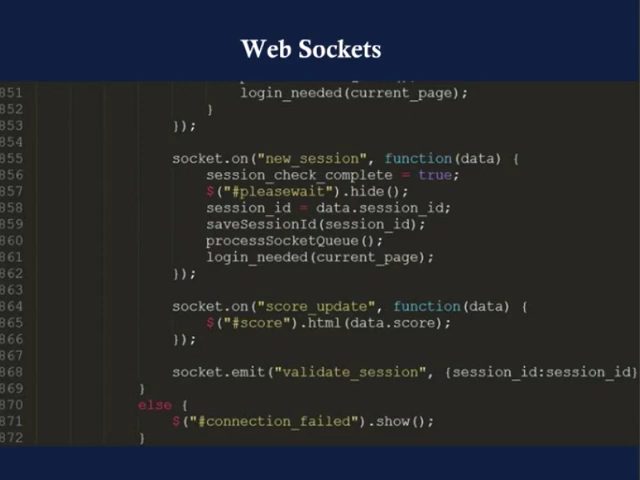 Web Sockets
851 login_needed(current_page);
852 }
853 });
854
855 socket.on("new_session", function(data) {
856 session_check_complete = true;
857 $("#pleasewait").hide();
858 session_id = data.session_id;
859 saveSessionId(session_id);
860 processSocketQueue();
861 login_needed(current_page);
862 });
863
864 socket.on("score_update", function(data) {
865 $("#score").html(data.score);
866 });
867
868 socket.emit("validate_session", {session_id:session_id}
869 }
870 else {
871 $("#connection_failed").show();
872 }